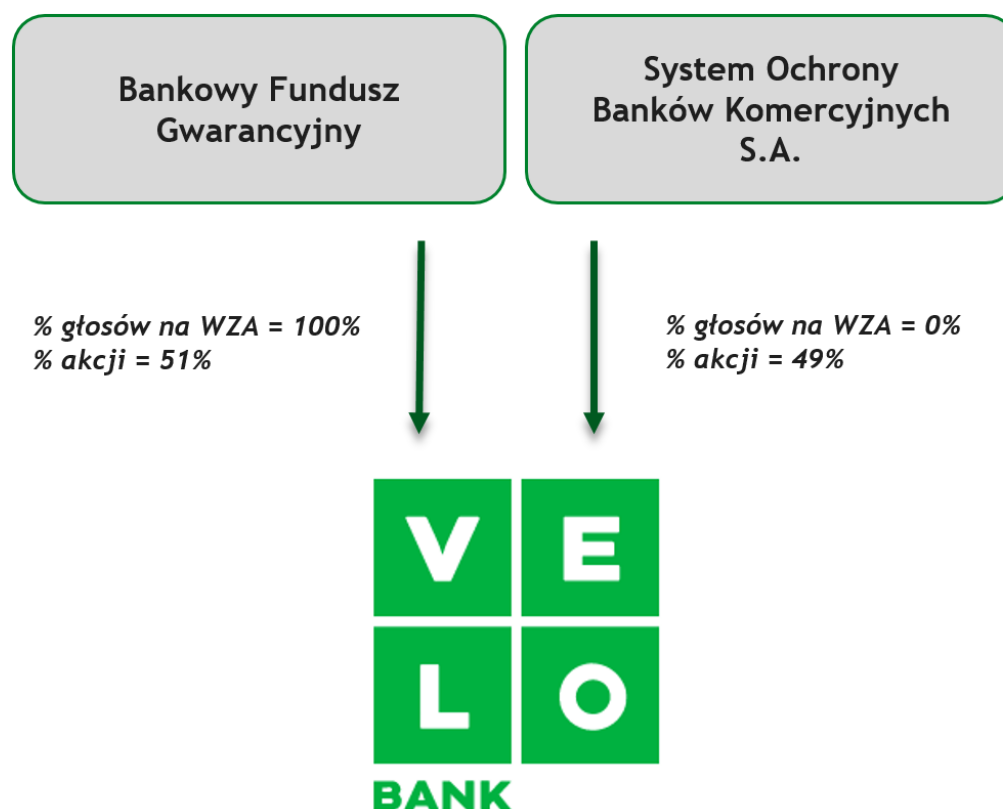 Bankowy Fundusz
Gwarancyjny
System Ochrony
Banków Komercyjnych
S.A.
% głosów na WZA = 100%
% akcji = 51%
% głosów na WZA = 0%
% akcji = 49%
V E
L O
BANK